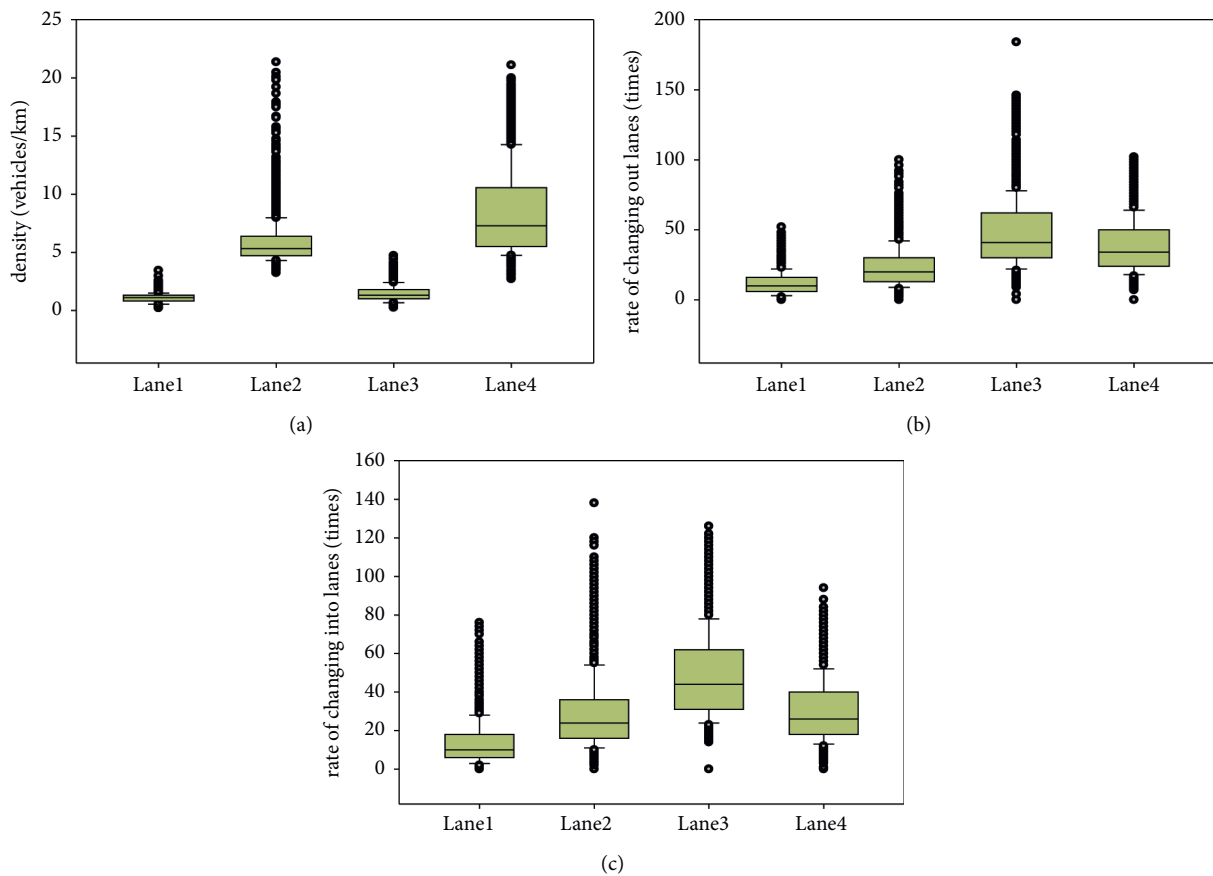 density (vehicles/km)
25
20
15
10
5
0
Lane1 Lane2 Lane3 Lane4
(a)
rate of changing out lanes (times)
200
150
100
50
0
Lane1 Lane2 Lane3 Lane4
(b)
rate of changing into lanes (times)
160
140
120
100
80
60
40
20
0
Lane1 Lane2 Lane3 Lane4
(c)